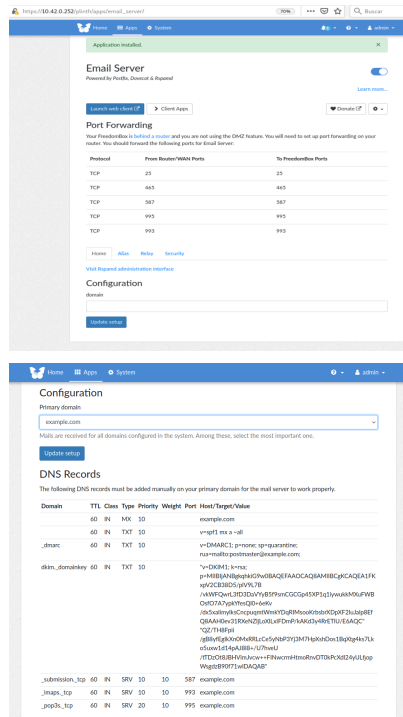 https://10.42.0.252/plinth/apps/email_server/ 70% ... Buscar
Home Apps System admin
Application installed. ×
Email Server
Powered by Postfix, Dovecot & Rspamd
Learn more...
Launch web client > Client Apps Donate
Port Forwarding
Your FreedomBox is behind a router and you are not using the DMZ feature. You will need to set up port forwarding on your
router. You should forward the following ports for Email Server:
Protocol From Router/WAN Ports To FreedomBox Ports
TCP 25 25
TCP 465 465
TCP 587 587
TCP 995 995
TCP 993 993
Home Alias Relay Security
Visit Rspamd administration interface
Configuration
domain
Update setup
Home Apps System admin
Configuration
Primary domain
example.com
Mails are received for all domains configured in the system. Among these, select the most important one.
Update setup
DNS Records
The following DNS records must be added manually on your primary domain for the mail server to work properly.
Domain TTL Class Type Priority Weight Port Host/Target/Value
60 IN MX 10 example.com
60 IN TXT 10 v=spf1 mx a ~all
_dmarc 60 IN TXT 10 v=DMARC1; p=none; sp=quarantine;
rua=mailto:postmaster@example.com;
dkim._domainkey 60 IN TXT 10 "v=DKIM1; k=rsa;
_submission._tcp 60 IN SRV 10 10 587 example.com
_imaps._tcp 60 IN SRV 10 10 993 example.com
_pop3s._tcp 60 IN SRV 20 10 995 example.com